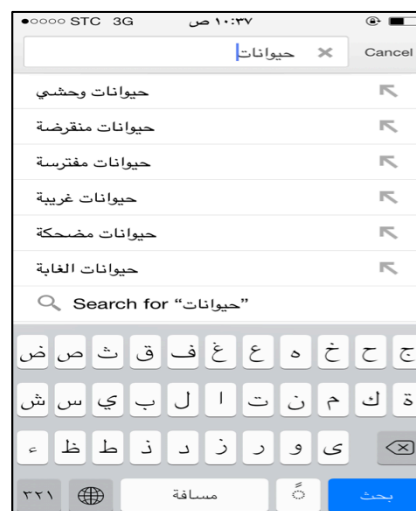 STC 3G ١٠:٣٧ ص
حيوانات × Cancel
حيوانات وحشي
حيوانات منقرضة
حيوانات مفترسة
حيوانات غريبة
حيوانات مضحكة
حيوانات الغابة
Search for “حيوانات”
ض ص ث ق ف غ ع ه خ ح ج
ش س ي ب ل ا ت ن م ك ة
ء ظ ط ذ د ز ر و ى
٣٢١ مسافة بحث